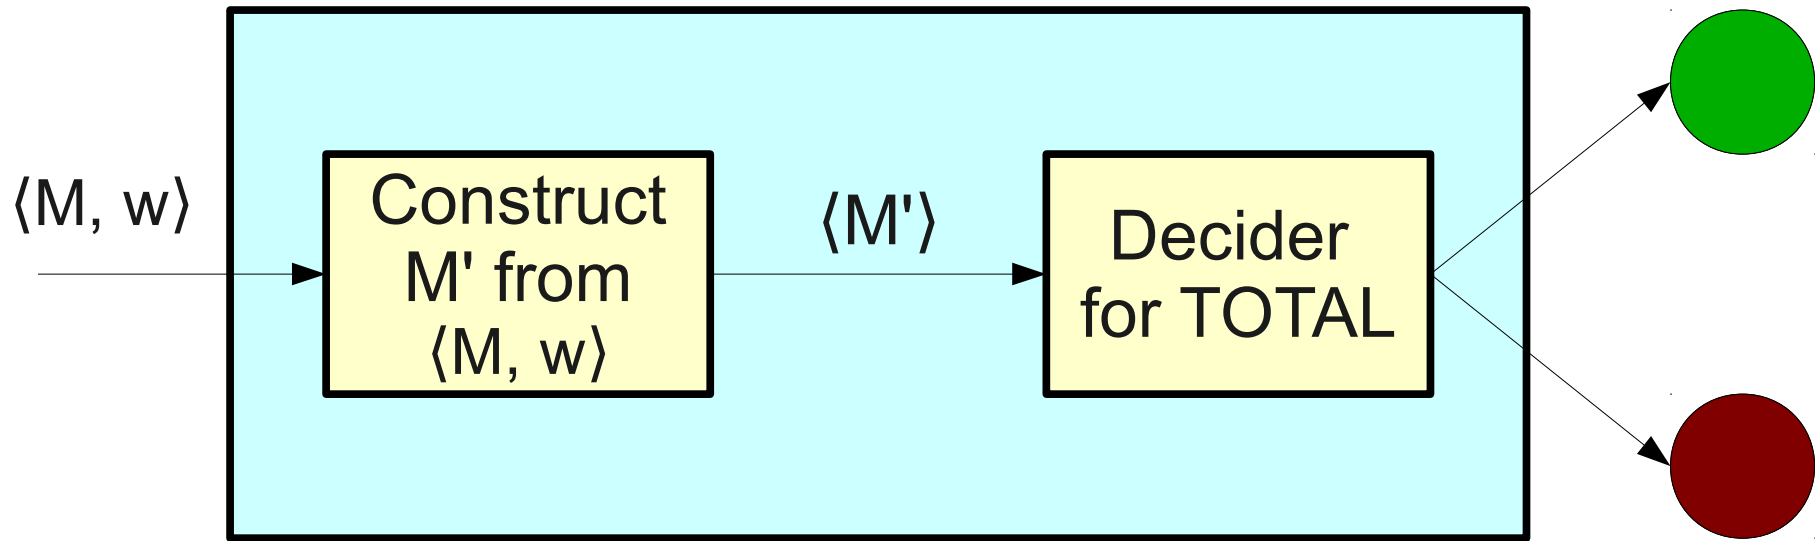 ⟨M, w⟩
Construct
M' from
⟨M, w⟩
⟨M'⟩
Decider
for TOTAL